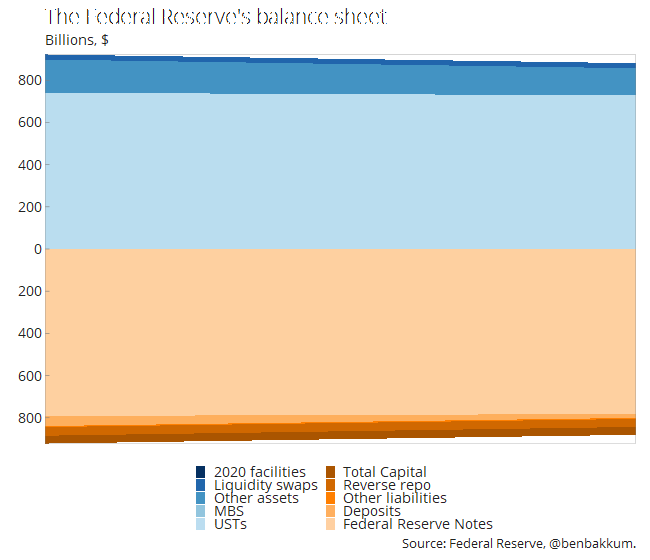 The Federal Reserve's balance sheet
Billions, $
800
600
400
200
0
200
400
600
800
2020 facilities
Liquidity swaps
Other assets
MBS
USTs
Total Capital
Reverse repo
Other liabilities
Deposits
Federal Reserve Notes
Source: Federal Reserve, @benbakkum.